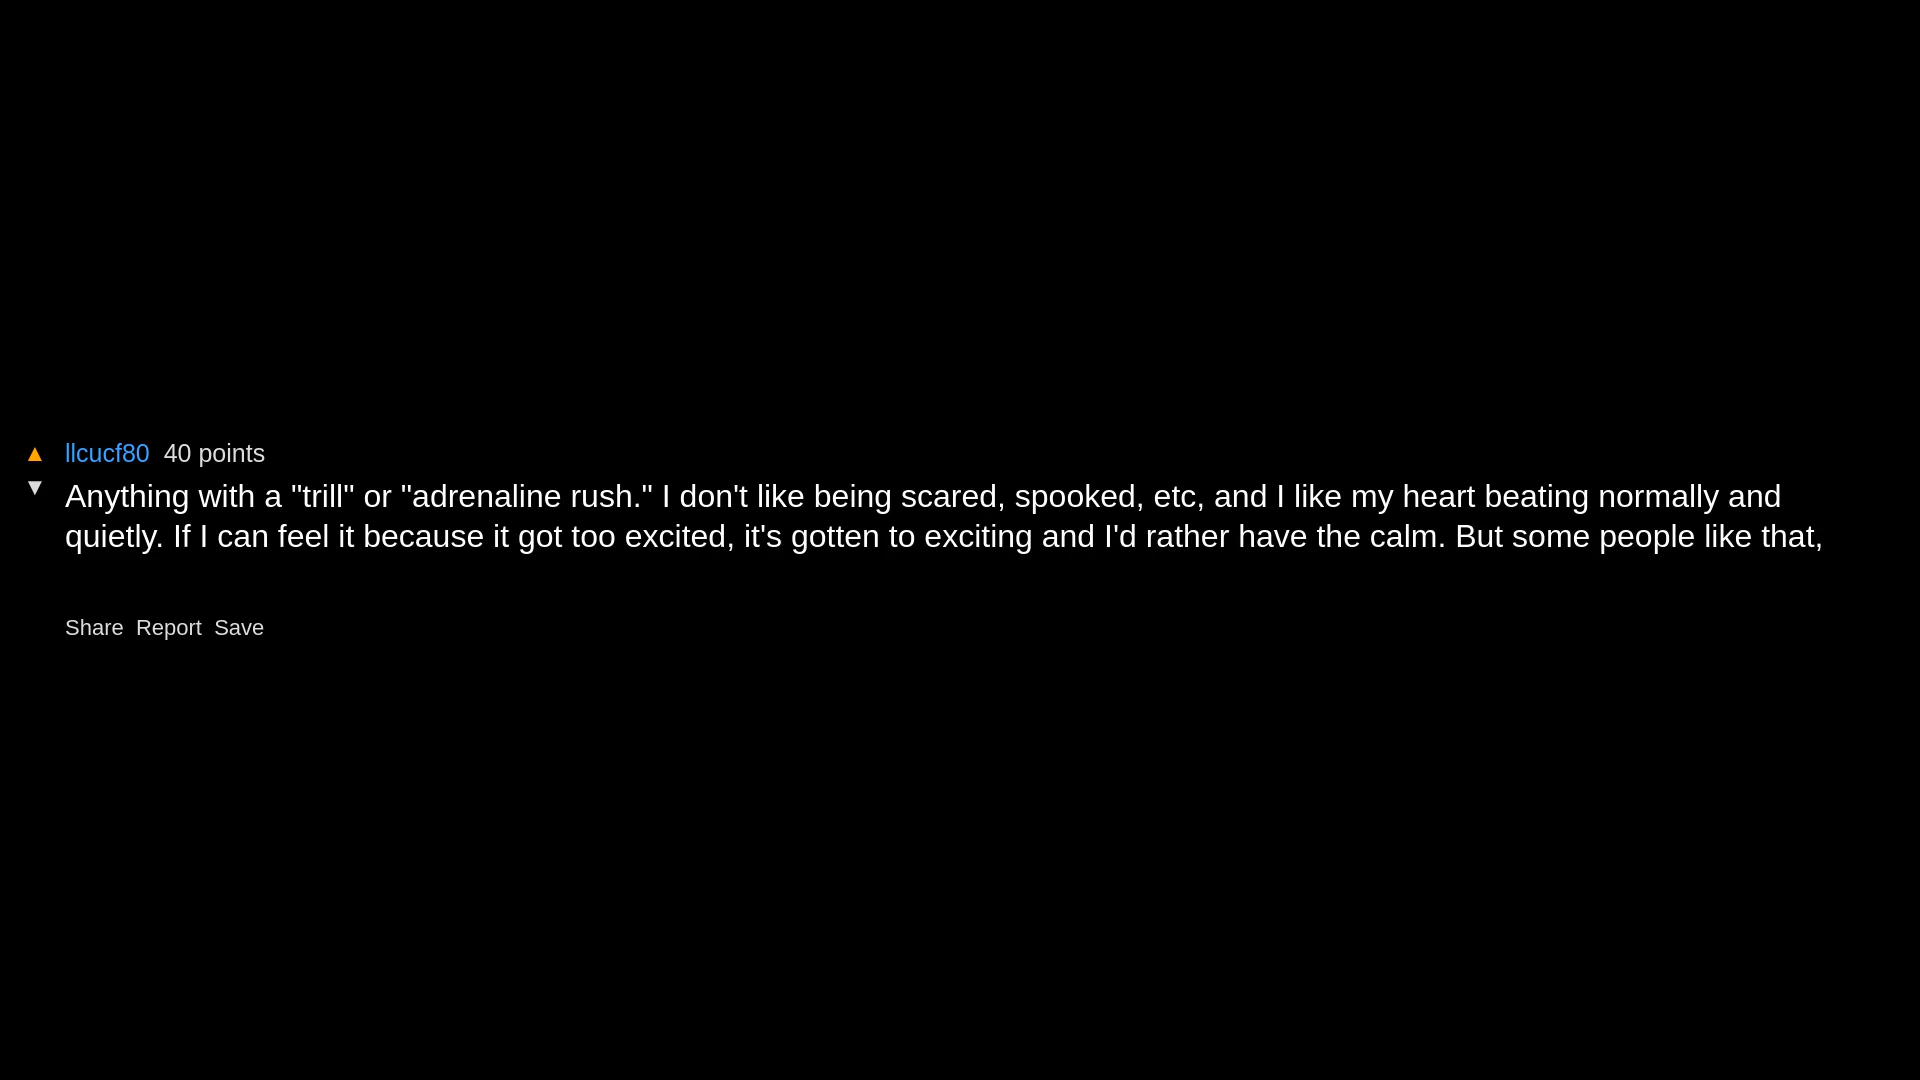 ▲ llcucf80 40 points
▼ Anything with a "trill" or "adrenaline rush." I don't like being scared, spooked, etc, and I like my heart beating normally and
quietly. If I can feel it because it got too excited, it's gotten to exciting and I'd rather have the calm. But some people like that,
Share Report Save